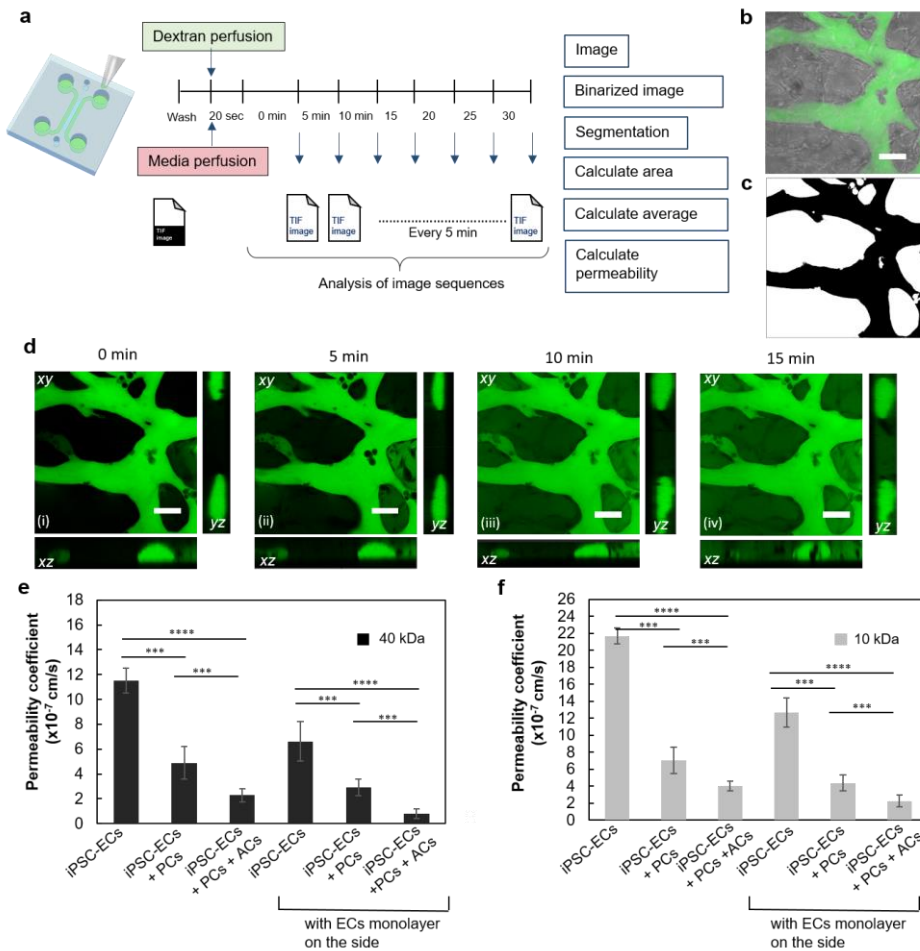 a
Dextran perfusion
Wash 20 sec 0 min 5 min 10 min 15 20 25 30
Media perfusion
TIF
image
TIF
image
TIF
image
TIF
image
Every 5 min
Analysis of image sequences
Image
Binarized image
Segmentation
Calculate area
Calculate average
Calculate
permeability
b
c
d
0 min 5 min 10 min 15 min
xy xy xy xy
(i) yz (ii) yz (iii) yz (iv) yz
xz xz xz xz
e
Permeability coefficient
(x10-7 cm/s)
18
16
14
12
10
8
6
4
2
0
40 kDa
**** *** *** **** *** ***
iPSC-ECs
iPSC-ECs
+ PCs
iPSC-ECs
+ PCs + ACs
iPSC-ECs
iPSC-ECs
+ PCs
iPSC-ECs
+PCs + ACs
with ECs monolayer
on the side
f
Permeability coefficient
(x10-7 cm/s)
26
24
22
20
18
16
14
12
10
8
6
4
2
0
10 kDa
**** *** *** **** *** ***
iPSC-ECs
iPSC-ECs
+ PCs
iPSC-ECs
+ PCs +ACs
iPSC-ECs
iPSC-ECs
+ PCs
iPSC-ECs
+PCs + ACs
with ECs monolayer
on the side